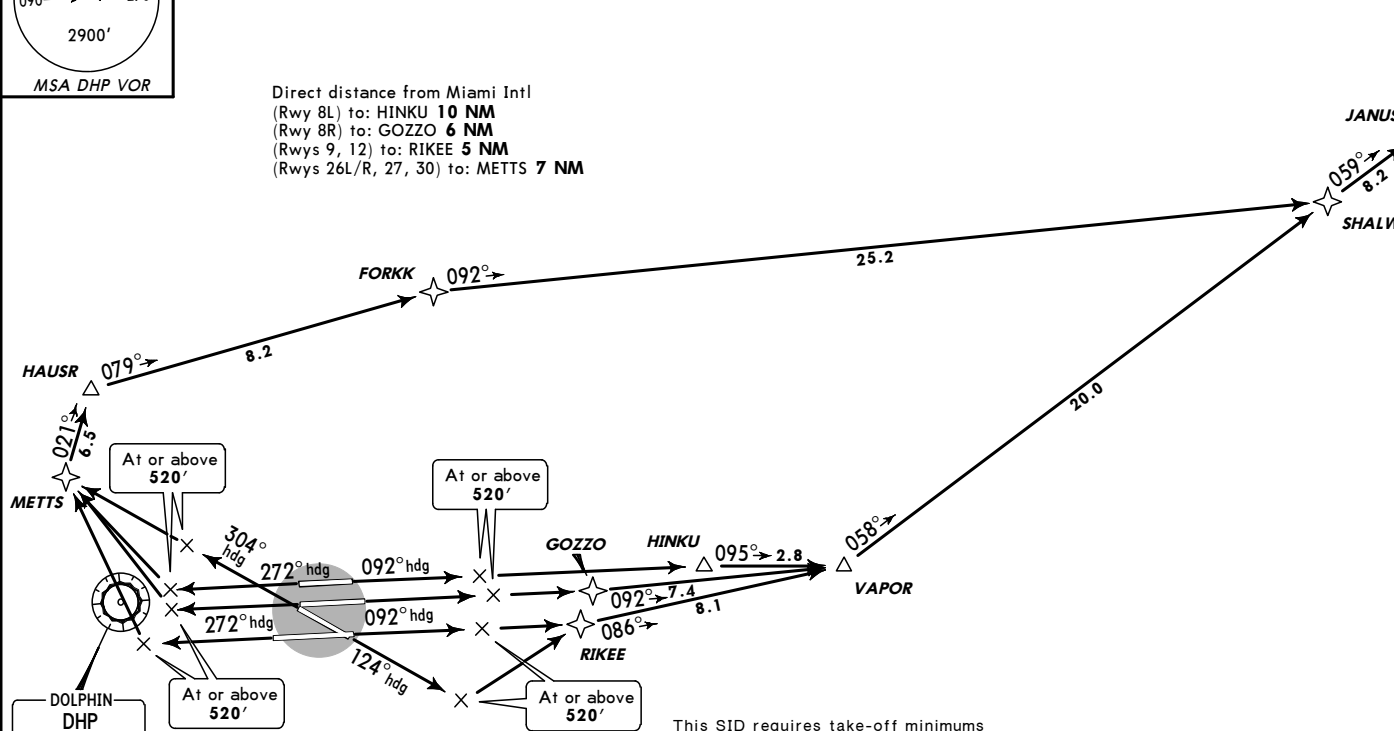 2900'
MSA DHP VOR
Direct distance from Miami Intl
(Rwy 8L) to: HINKU 10 NM
(Rwy 8R) to: GOZZO 6 NM
(Rwys 9, 12) to: RIKEE 5 NM
(Rwys 26L/R, 27, 30) to: METTS 7 NM
059°
8.2
25.2
FORKK
092°
8.2
HAUSR
079°
20.0
021°
6.5
At or above
520'
At or above
520'
METTS
304°
hdg
GOZZO
HINKU
095°
2.8
058°
VAPOR
272° hdg
092° hdg
092°
7.4
272° hdg
092° hdg
8.1
086°
RIKEE
124° hdg
At or above
520'
At or above
520'
DOLPHIN
DHP
This SID requires take-off minimums